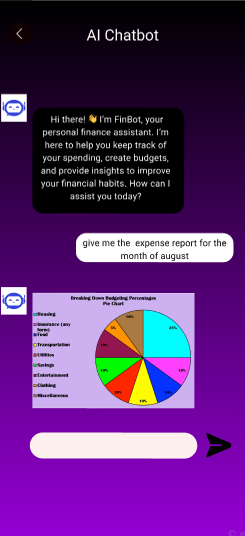 AI Chatbot
Hi there! 👋 I'm FinBot, your
personal finance assistant. I'm
here to help you keep track of
your spending, create budgets,
and provide insights to improve
your financial habits. How can I
assist you today?
give me the expense report for the
month of august
Breaking Down Budgeting Percentages
Pie Chart
Housing
Insurance (any
form)
Food
Transportation
Utilities
Savings
Entertainment
Clothing
Miscellaneous
25%
10%
10%
10%
10%
10%
10%
5%
10%